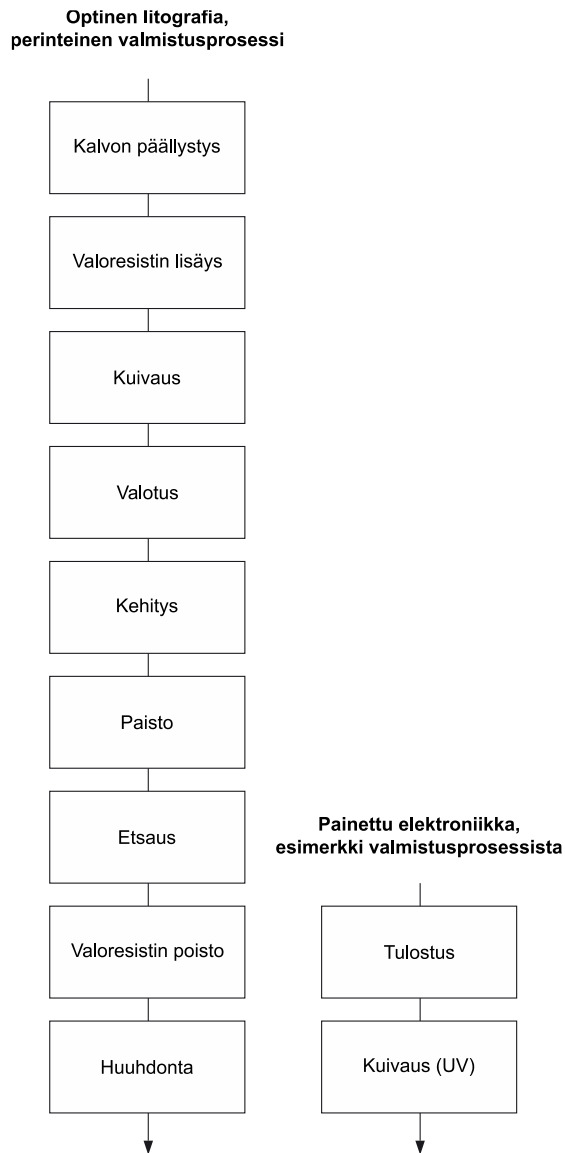 Optinen litografia,
perinteinen valmistusprosessi
Kalvon päällystys
Valoresistin lisäys
Kuivaus
Valotus
Kehitys
Paisto
Etsaus
Valoresistin poisto
Huuhdonta
Painettu elektroniikka,
esimerkki valmistusprosessista
Tulostus
Kuivaus (UV)